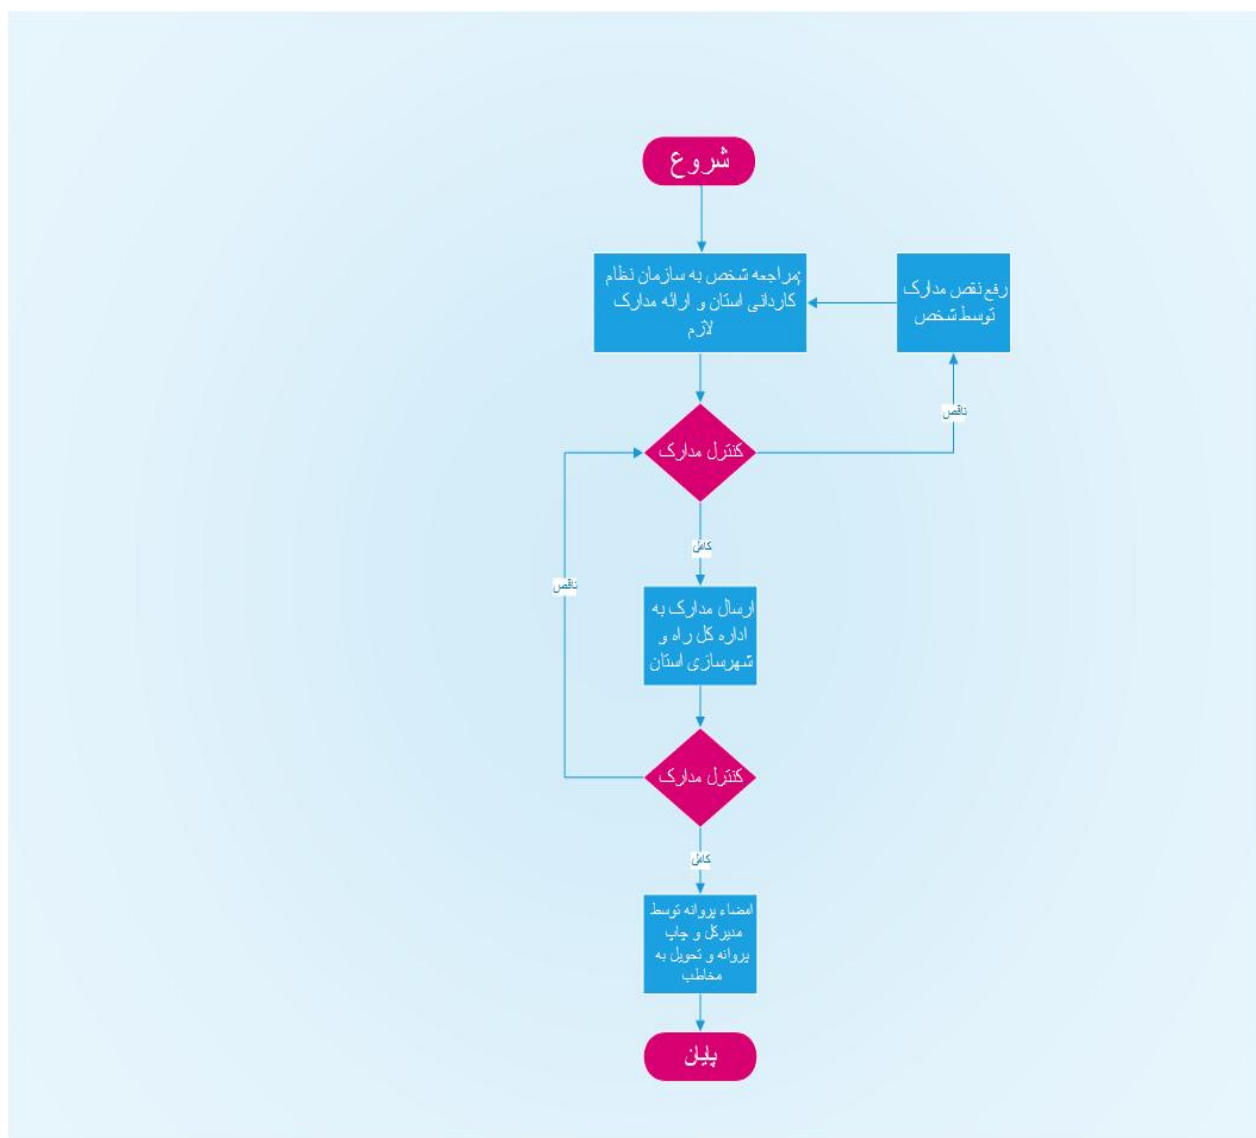 شروع
مراجعه شخص به سازمان نظام
کاردانی استان و ارائه مدارک
لازم
رفع نقص مدارک
توسط شخص
ناقص
کنترل مدارک
کامل
ناقص
ارسال مدارک به
اداره کل راه و
شهرسازی استان
کنترل مدارک
کامل
امضاء پروانه توسط
مدیرکل و چاپ
پروانه و تحویل به
مخاطب
پایان